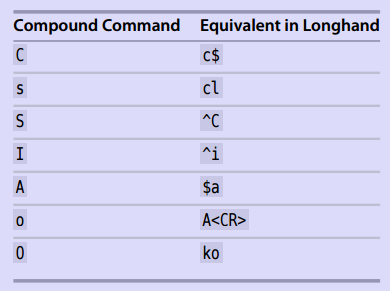 Compound Command Equivalent in Longhand
C c$
s cl
S ^C
I ^i
A $a
o A<CR>
O ko